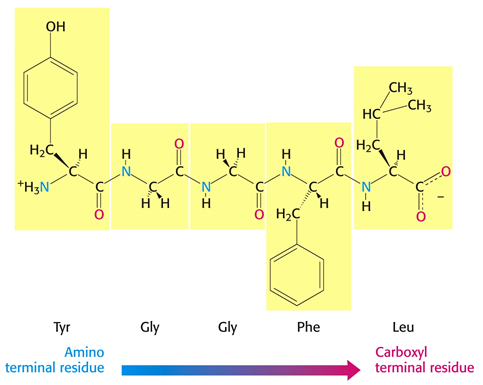 OH
CH₃
HC CH₃
H₂C
H₂C H H O H H H O H O
⁺H₃N C N C N C N C C
C C C C N C
O H H H O H₂C H H O −
Tyr Gly Gly Phe Leu
Amino
terminal residue
Carboxyl
terminal residue